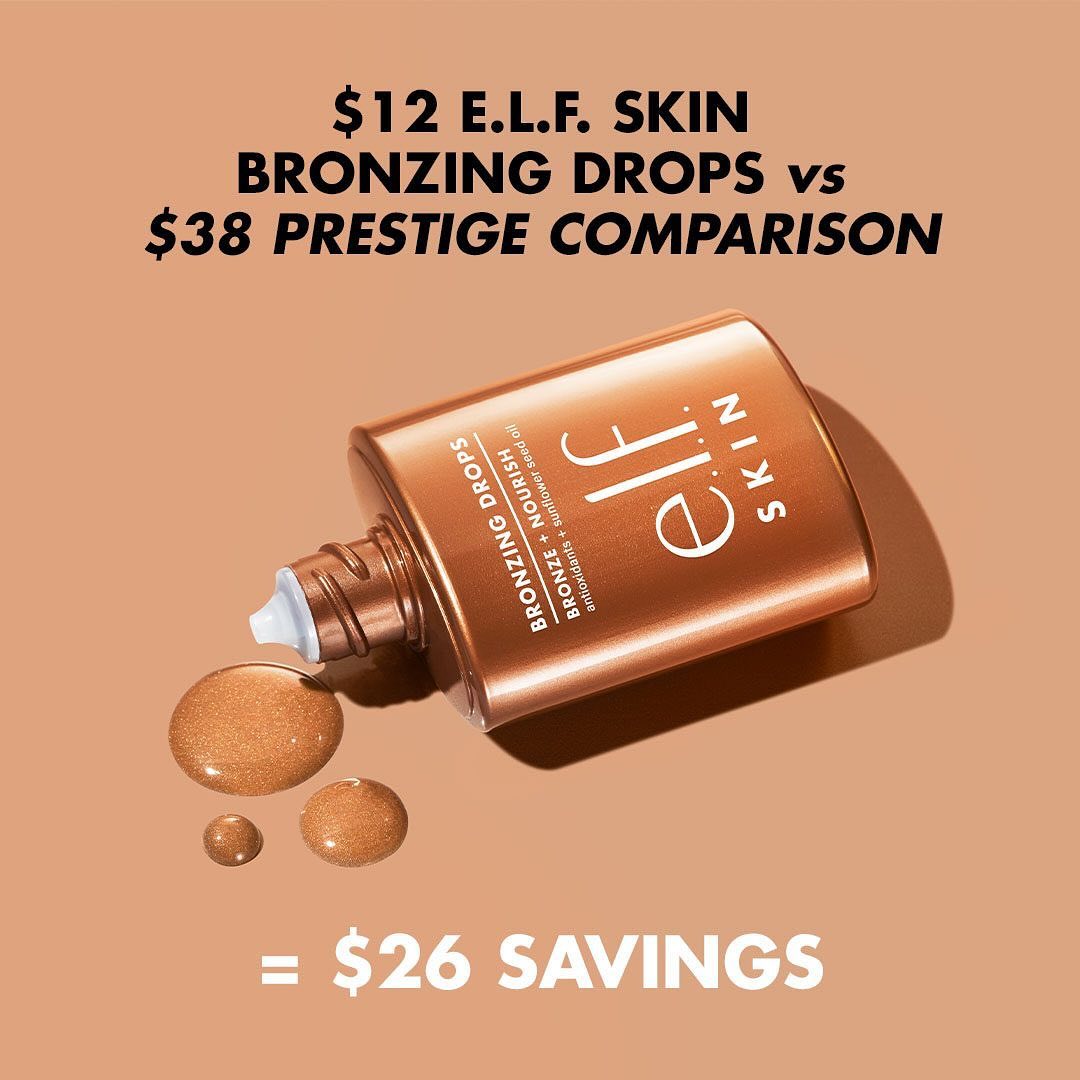 $12 E.L.F. SKIN
BRONZING DROPS vs
$38 PRESTIGE COMPARISON
BRONZING DROPS
BRONZE + NOURISH
antioxidants + sunflower seed oil
e.l.f.
SKIN
= $26 SAVINGS